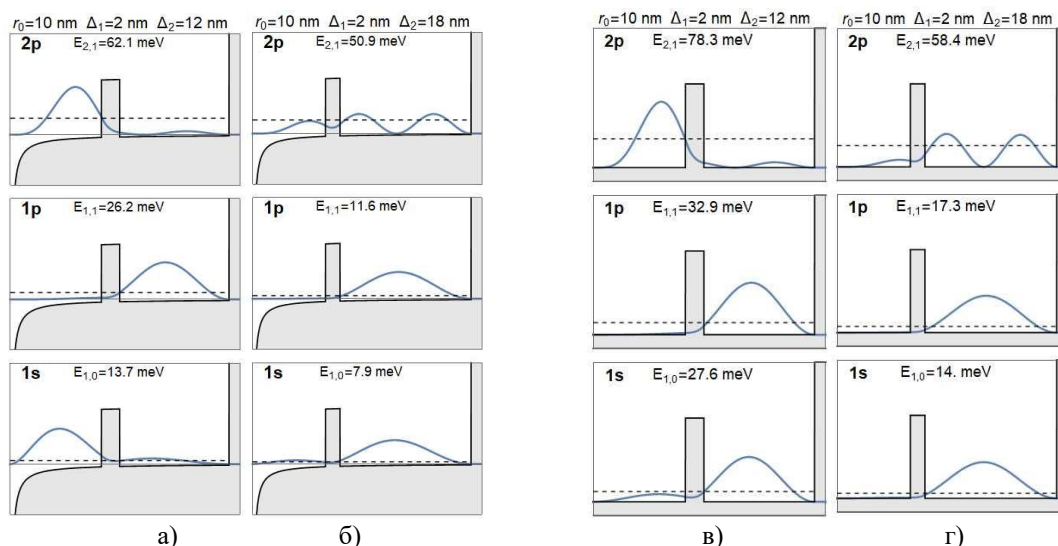 r₀=10 nm Δ₁=2 nm Δ₂=12 nm
2p E₂,₁=62.1 meV
1p E₁,₁=26.2 meV
1s E₁,₀=13.7 meV
а)
r₀=10 nm Δ₁=2 nm Δ₂=18 nm
2p E₂,₁=50.9 meV
1p E₁,₁=11.6 meV
1s E₁,₀=7.9 meV
б)
r₀=10 nm Δ₁=2 nm Δ₂=12 nm
2p E₂,₁=78.3 meV
1p E₁,₁=32.9 meV
1s E₁,₀=27.6 meV
в)
r₀=10 nm Δ₁=2 nm Δ₂=18 nm
2p E₂,₁=58.4 meV
1p E₁,₁=17.3 meV
1s E₁,₀=14. meV
г)